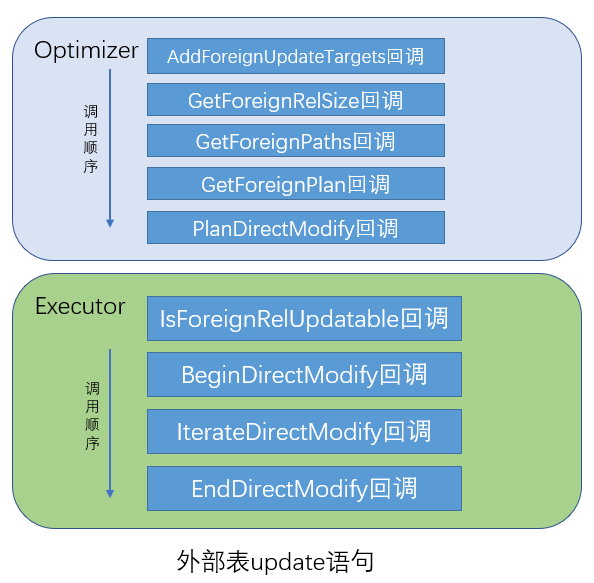 Optimizer
调用顺序
AddForeignUpdateTargets回调
GetForeignRelSize回调
GetForeignPaths回调
GetForeignPlan回调
PlanDirectModify回调
Executor
调用顺序
IsForeignRelUpdatable回调
BeginDirectModify回调
IterateDirectModify回调
EndDirectModify回调
外部表update语句